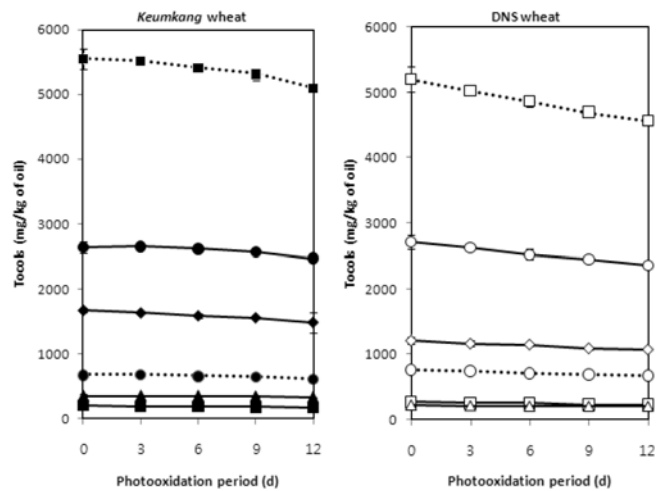 Keumkang wheat
DNS wheat
Tocols (mg/kg of oil)
6000
5000
4000
3000
2000
1000
0
0 3 6 9 12
Photooxidation period (d)
Tocols (mg/kg of oil)
6000
5000
4000
3000
2000
1000
0
0 3 6 9 12
Photooxidation period (d)